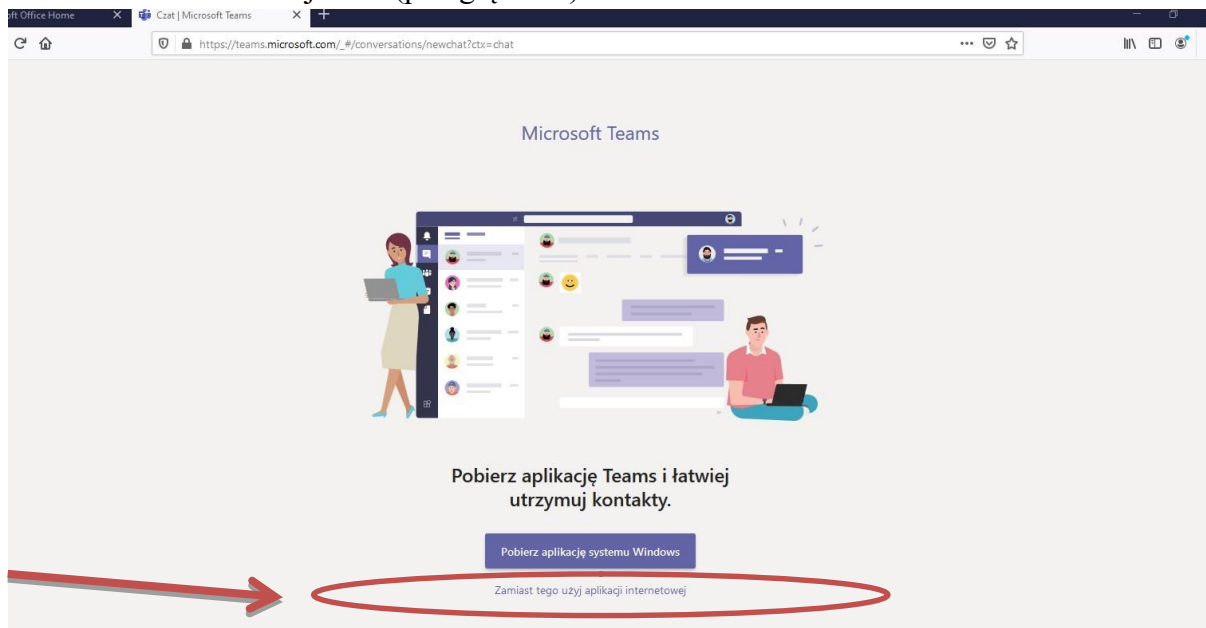 ft Office Home
Czat | Microsoft Teams
https://teams.microsoft.com/_#/conversations/newchat?ctx=chat
Microsoft Teams
Pobierz aplikację Teams i łatwiej
utrzymuj kontakty.
Pobierz aplikację systemu Windows
Zamiast tego użyj aplikacji internetowej